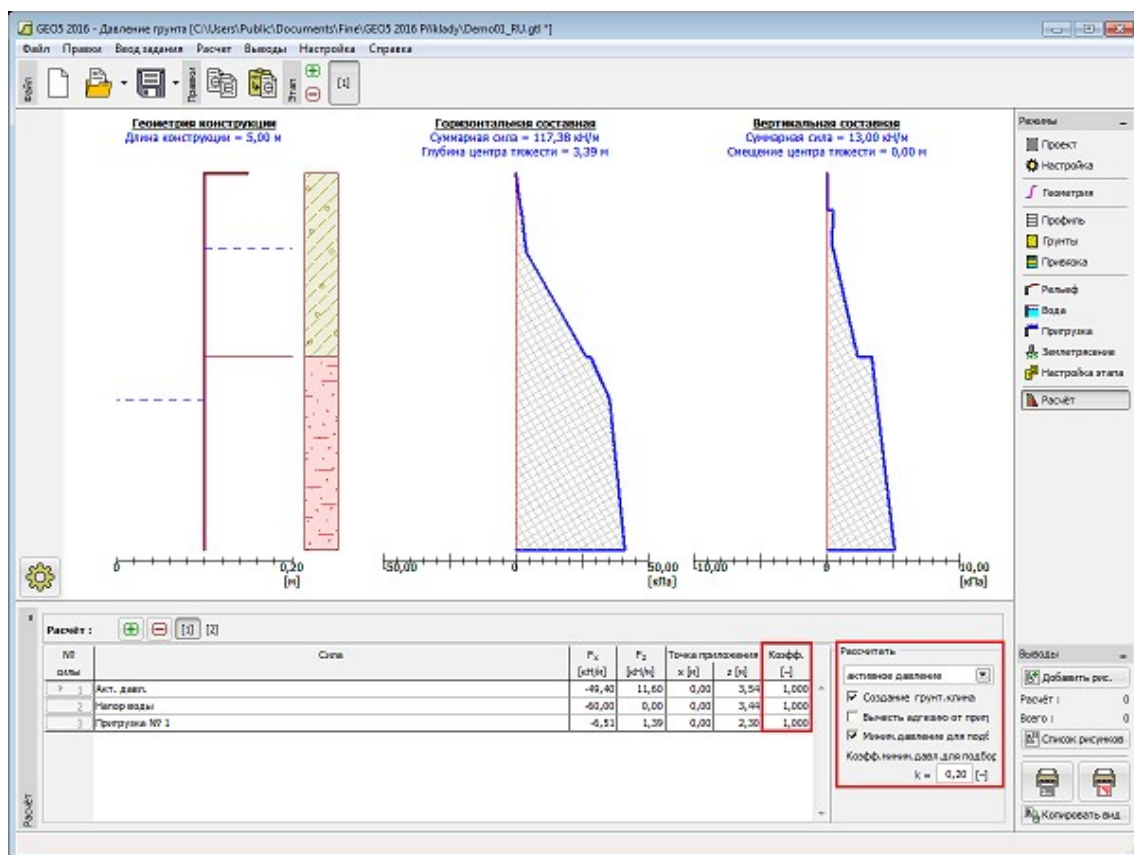 GEO5 2016 - Давление грунта [C:\Users\Public\Documents\Fine\GEO5 2016 Příklady\Demo01_RU.gtl *]
Файл Правки Ввод задания Расчет Выводы Настройка Справка
Файл Правки Этап [1]
Геометрия конструкции
Длина конструкции = 5,00 м
Горизонтальная составная
Суммарная сила = 117,38 кН/м
Глубина центра тяжести = 3,39 м
Вертикальная составная
Суммарная сила = 13,00 кН/м
Смещение центра тяжести = 0,00 м
0 0,20
[м]
-50,00 0 50,00
[кПа]
-10,00 0 10,00
[кПа]
Режимы
Проект
Настройка
Геометрия
Профиль
Грунты
Привязка
Рельеф
Вода
Пригрузка
Землетрясение
Настройка этапа
Расчёт
Расчёт : [1] [2]
№ силы Сила Fx [кН/м] Fz [кН/м] Точка приложения x [м] z [м] Коэфф. [–]
1 Акт. давл. -49,40 11,60 0,00 3,54 1,000
2 Напор воды -60,00 0,00 0,00 3,44 1,000
3 Пригрузка № 1 -6,51 1,39 0,00 2,30 1,000
Рассчитать
активное давление
Создание грунт.клина
Вычесть адгезию от приг
Миним.давление для подб
Коэфф.миним.давл.для подбор
k = 0,20 [–]
Расчёт
Выводы
Добавить рис.
Расчёт : 0
Всего : 0
Список рисунков
Копировать вид